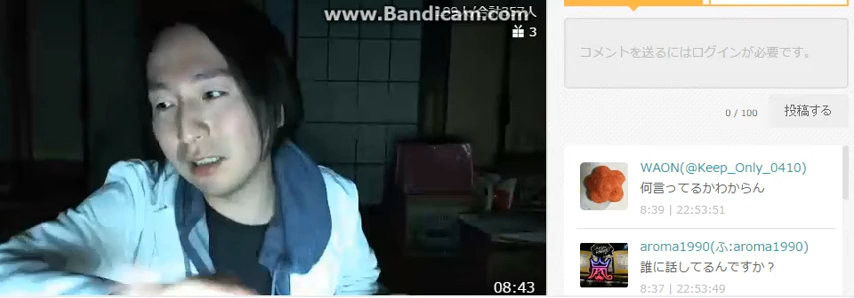 www.Bandicam.com
3
08:43
コメントを送るにはログインが必要です。
0 / 100
投稿する
WAON(@Keep_Only_0410)
何言ってるかわからん
8:39 | 22:53:51
aroma1990(ふ:aroma1990)
誰に話してるんですか？
8:37 | 22:53:49